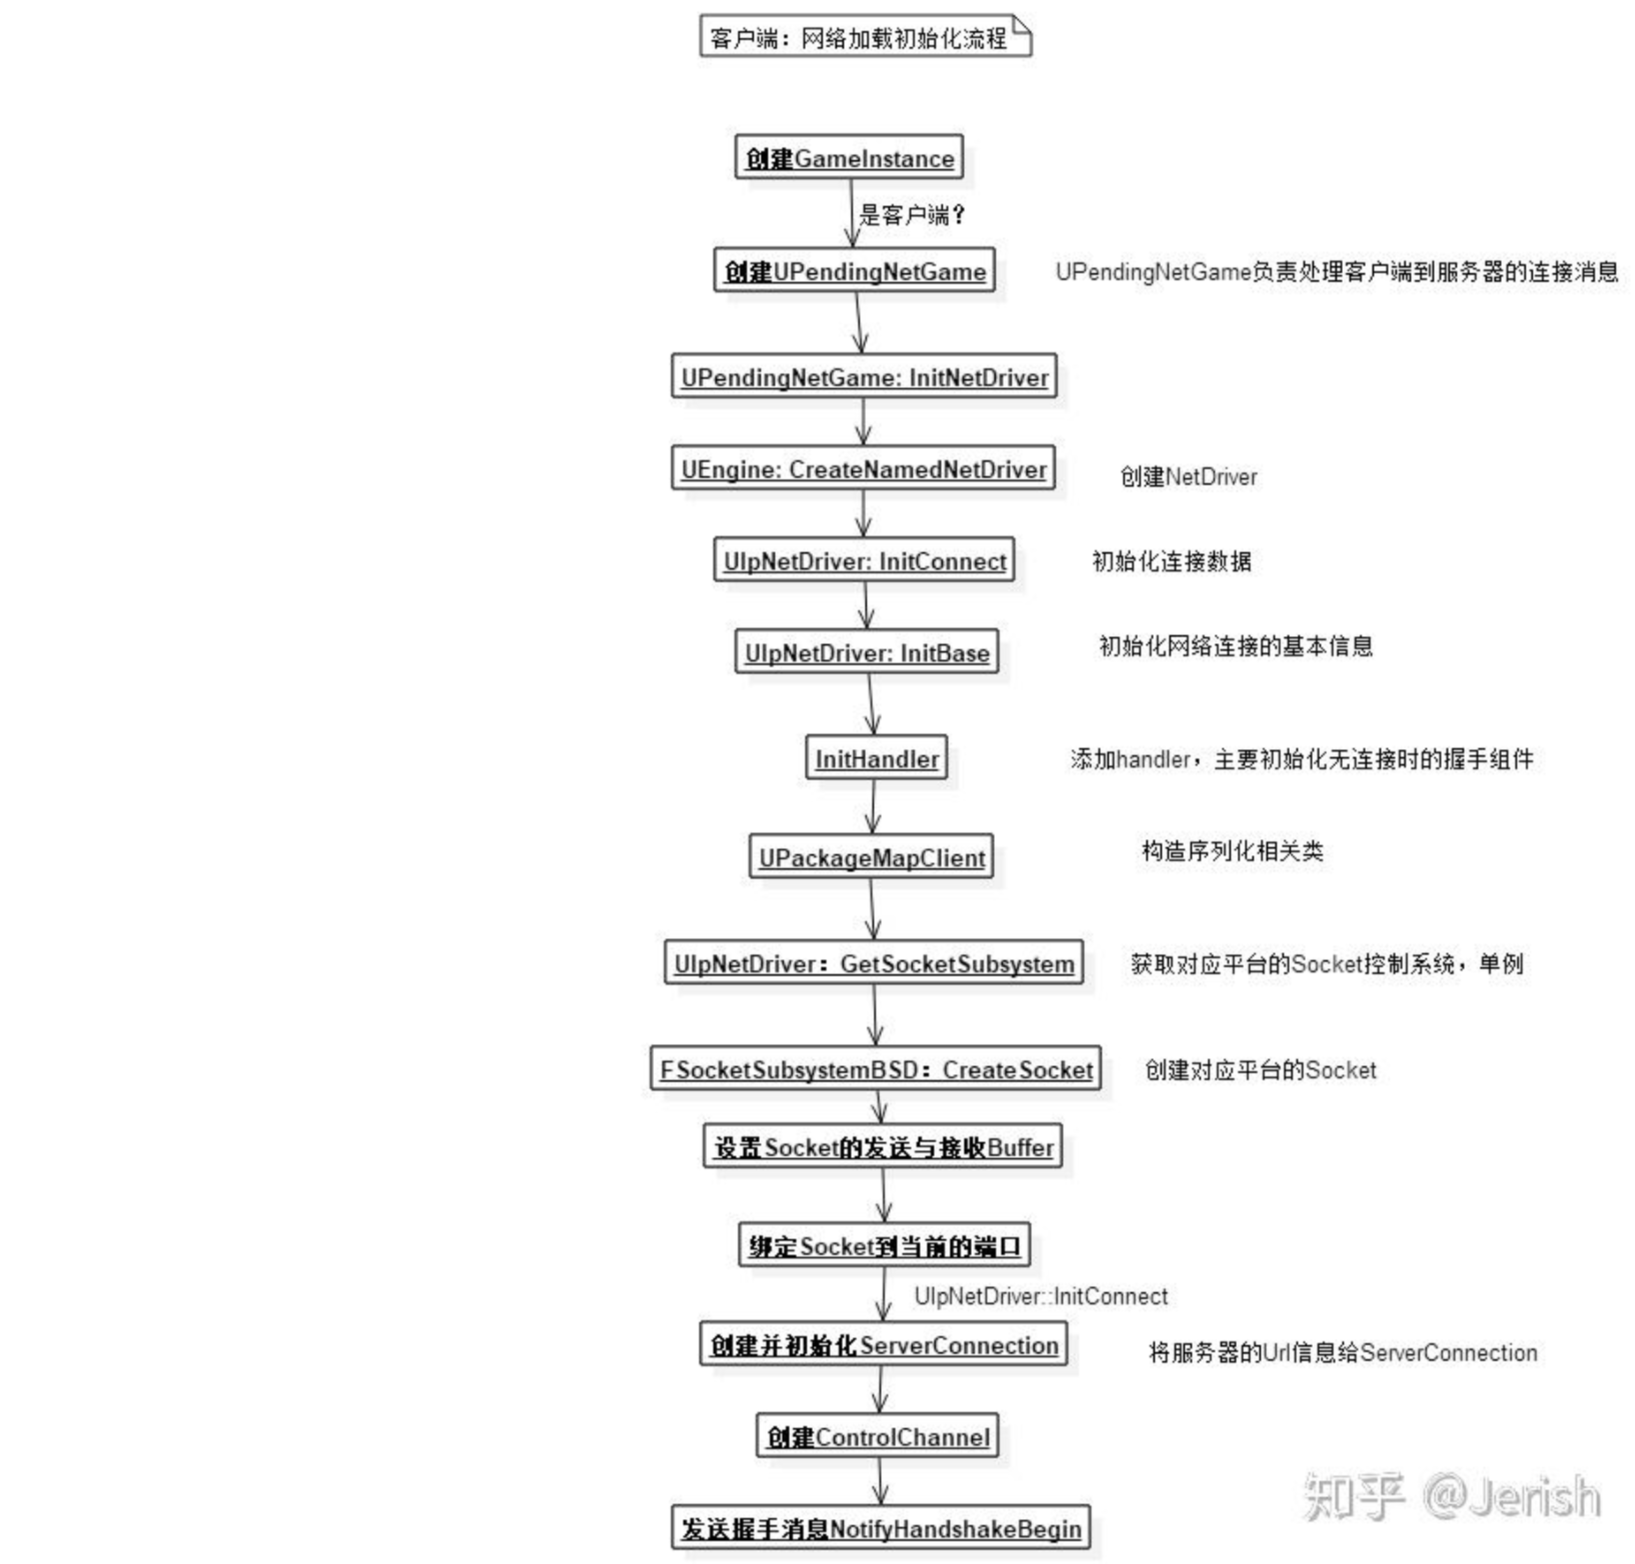 客户端：网络加载初始化流程
创建GameInstance
是客户端？
创建UPendingNetGame
UPendingNetGame负责处理客户端到服务器的连接消息
UPendingNetGame: InitNetDriver
UEngine: CreateNamedNetDriver
创建NetDriver
UIpNetDriver: InitConnect
初始化连接数据
UIpNetDriver: InitBase
初始化网络连接的基本信息
InitHandler
添加handler，主要初始化无连接时的握手组件
UPackageMapClient
构造序列化相关类
UIpNetDriver：GetSocketSubsystem
获取对应平台的Socket控制系统，单例
FSocketSubsystemBSD：CreateSocket
创建对应平台的Socket
设置Socket的发送与接收Buffer
绑定Socket到当前的端口
UIpNetDriver::InitConnect
创建并初始化ServerConnection
将服务器的Url信息给ServerConnection
创建ControlChannel
发送握手消息NotifyHandshakeBegin
知乎 @Jerish